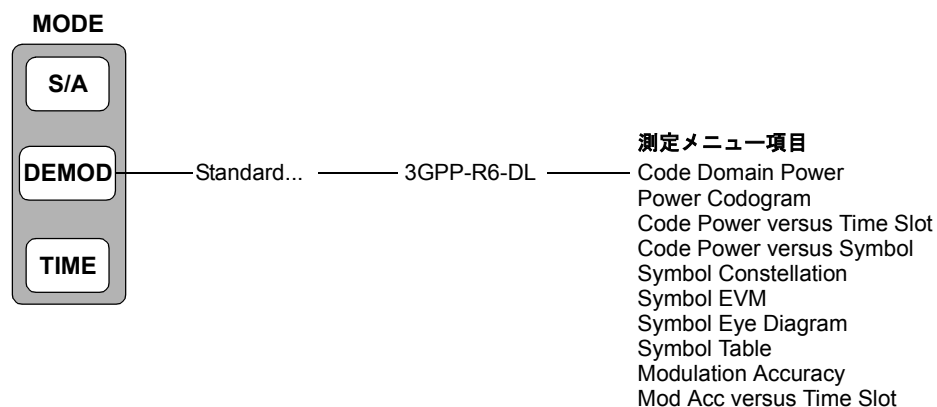 MODE
S/A
DEMOD
TIME
Standard...
3GPP-R6-DL
測定メニュー項目
Code Domain Power
Power Codogram
Code Power versus Time Slot
Code Power versus Symbol
Symbol Constellation
Symbol EVM
Symbol Eye Diagram
Symbol Table
Modulation Accuracy
Mod Acc versus Time Slot